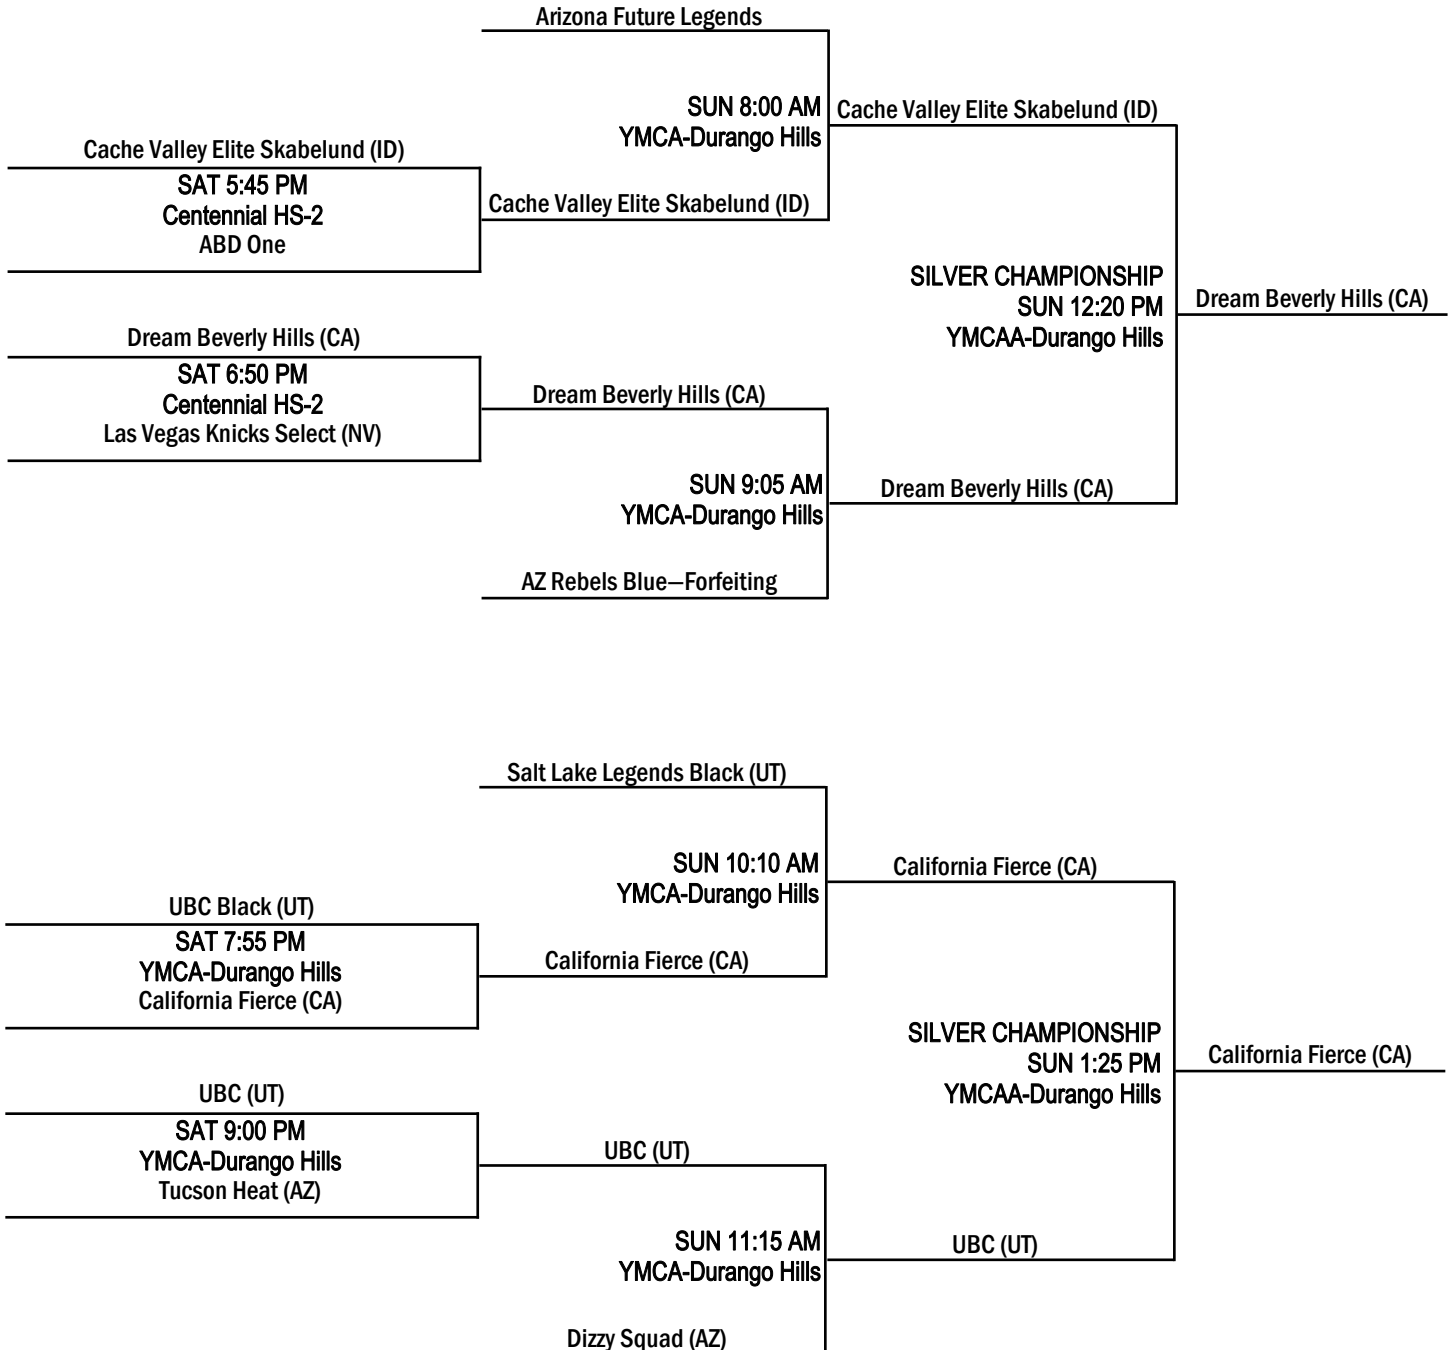 Arizona Future Legends
SUN 8:00 AM
YMCA-Durango Hills
Cache Valley Elite Skabelund (ID)
Cache Valley Elite Skabelund (ID)
SAT 5:45 PM
Centennial HS-2
ABD One
Cache Valley Elite Skabelund (ID)
SILVER CHAMPIONSHIP
SUN 12:20 PM
YMCAA-Durango Hills
Dream Beverly Hills (CA)
Dream Beverly Hills (CA)
SAT 6:50 PM
Centennial HS-2
Las Vegas Knicks Select (NV)
Dream Beverly Hills (CA)
SUN 9:05 AM
YMCA-Durango Hills
Dream Beverly Hills (CA)
AZ Rebels Blue—Forfeiting
Salt Lake Legends Black (UT)
SUN 10:10 AM
YMCA-Durango Hills
California Fierce (CA)
UBC Black (UT)
SAT 7:55 PM
YMCA-Durango Hills
California Fierce (CA)
California Fierce (CA)
SILVER CHAMPIONSHIP
SUN 1:25 PM
YMCAA-Durango Hills
California Fierce (CA)
UBC (UT)
SAT 9:00 PM
YMCA-Durango Hills
Tucson Heat (AZ)
UBC (UT)
SUN 11:15 AM
YMCA-Durango Hills
UBC (UT)
Dizzy Squad (AZ)